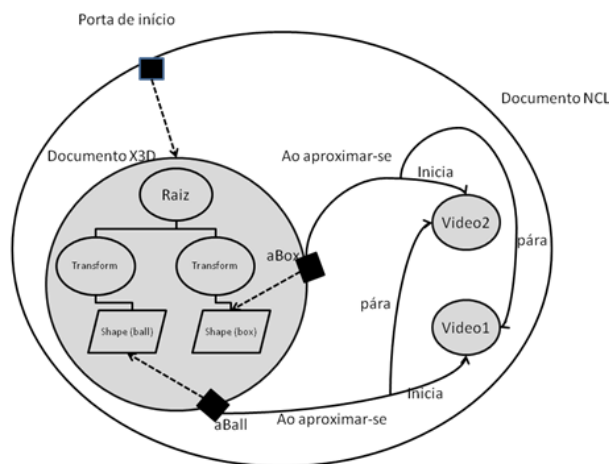 Porta de início
Documento NCL
Documento X3D
Ao aproximar-se
Inicia
Raiz
Video2
aBox
Transform
Transform
pára
pára
Shape (ball)
Shape (box)
Video1
Inicia
Ao aproximar-se
aBall